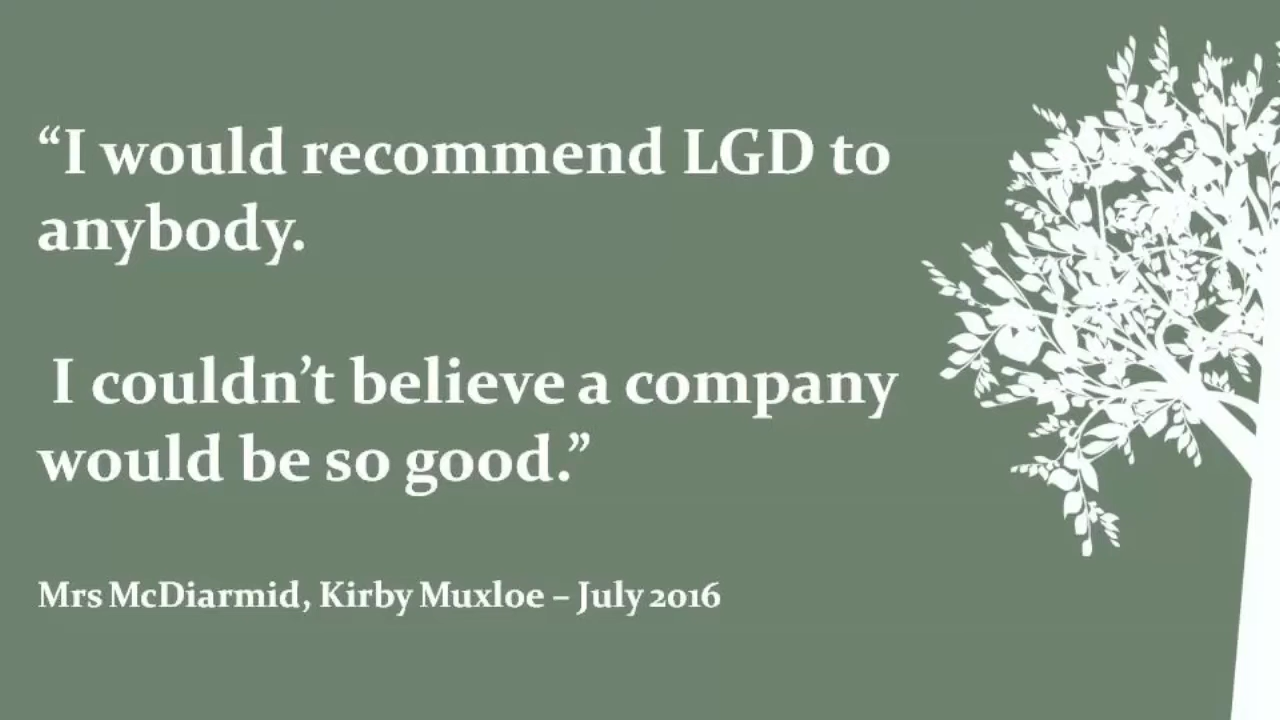 “I would recommend LGD to
anybody.
I couldn’t believe a company
would be so good.”
Mrs McDiarmid, Kirby Muxloe – July 2016